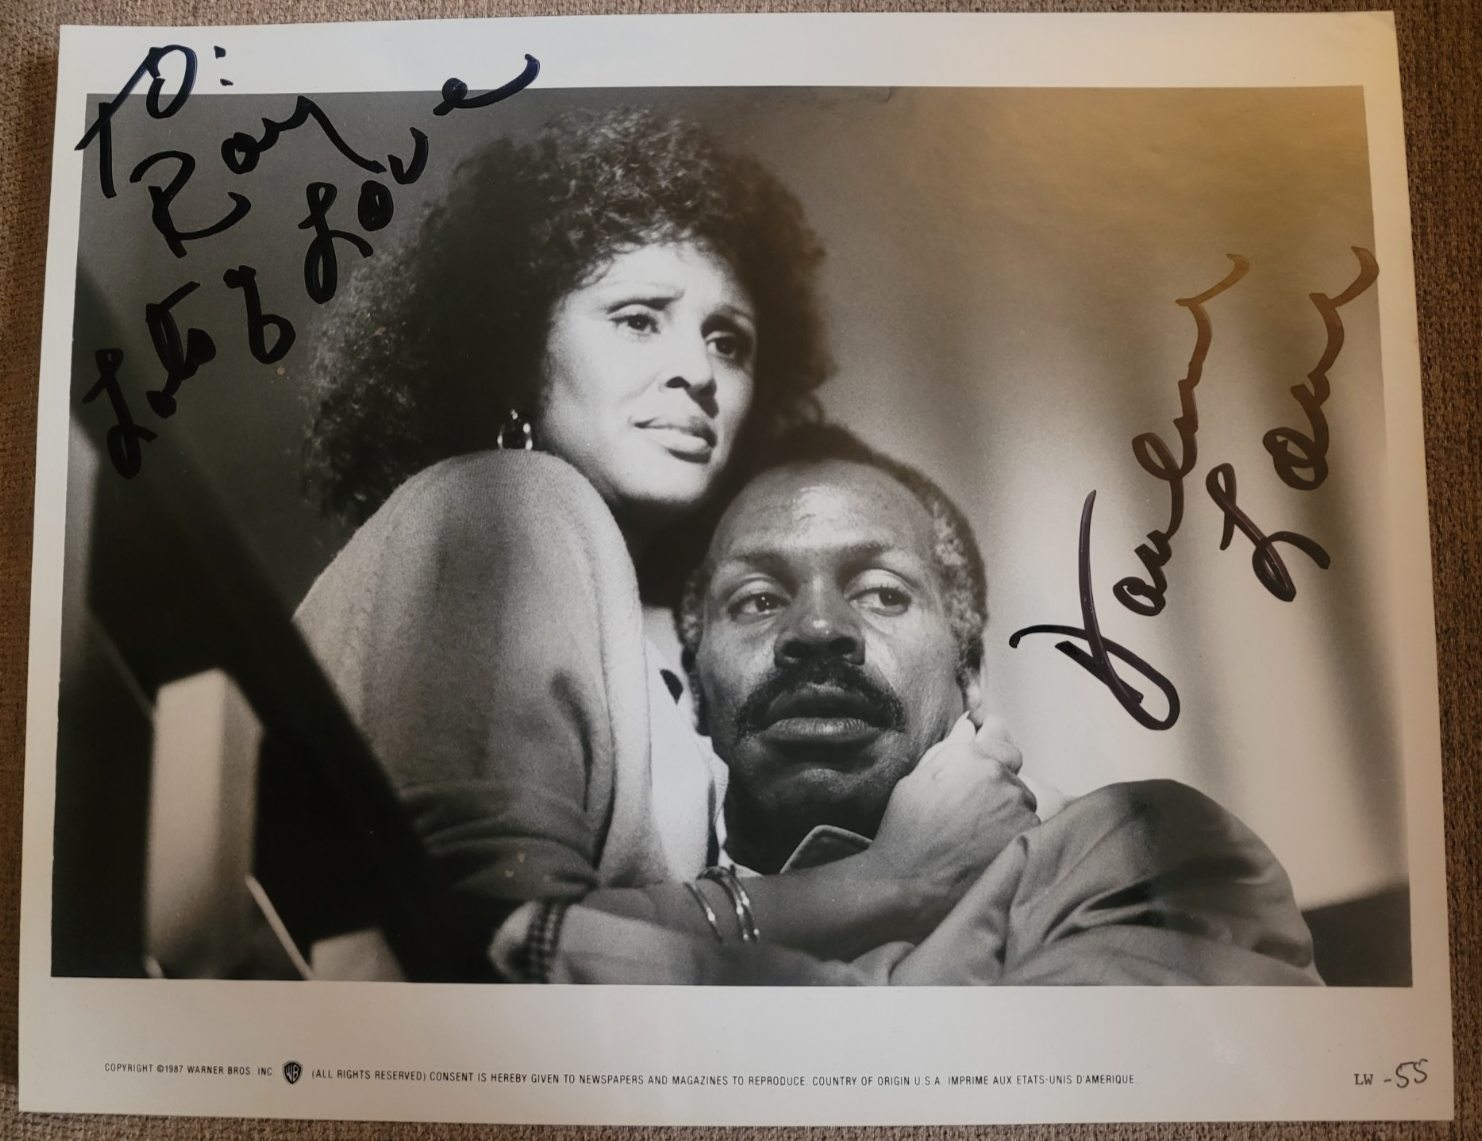 To:
Ray
Lots of Love
Darlene Love
COPYRIGHT ©1987 WARNER BROS. INC. WB (ALL RIGHTS RESERVED) CONSENT IS HEREBY GIVEN TO NEWSPAPERS AND MAGAZINES TO REPRODUCE. COUNTRY OF ORIGIN U.S.A. IMPRIME AUX ETATS-UNIS D'AMERIQUE.
LW -55